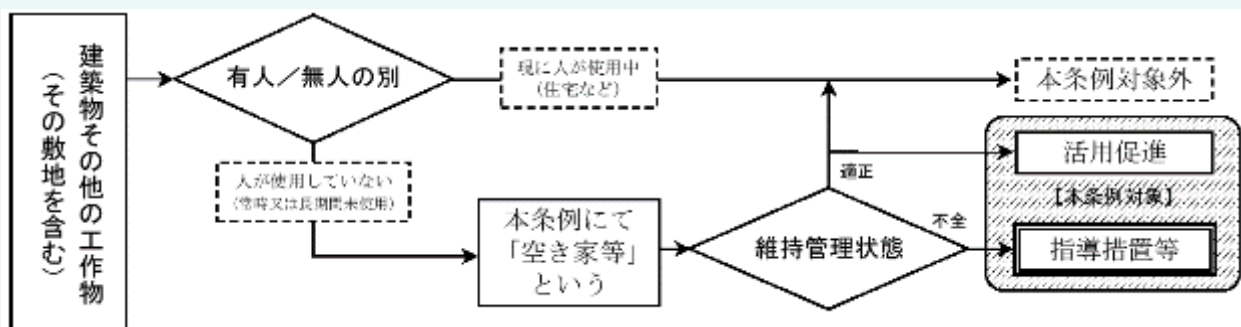 建築物その他の工作物
（その敷地を含む）
有人／無人の別
現に人が使用中
（住宅など）
本条例対象外
人が使用していない
（常時又は長期間未使用）
本条例にて
「空き家等」
という
維持管理状態
適正
不全
活用促進
【本条例対象】
指導措置等